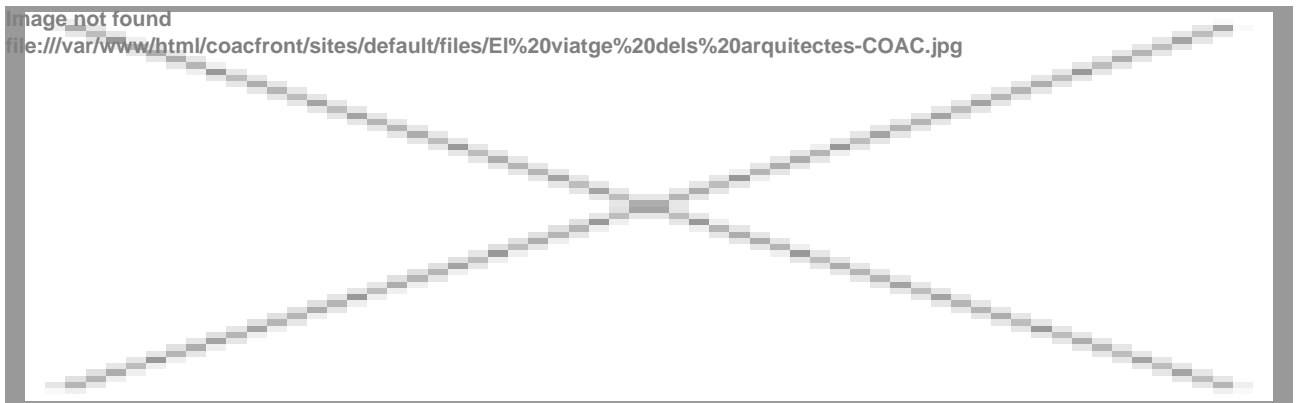 Image not found
file:///var/www/html/coacfront/sites/default/files/El%20viatge%20dels%20arquitectes-COAC.jpg